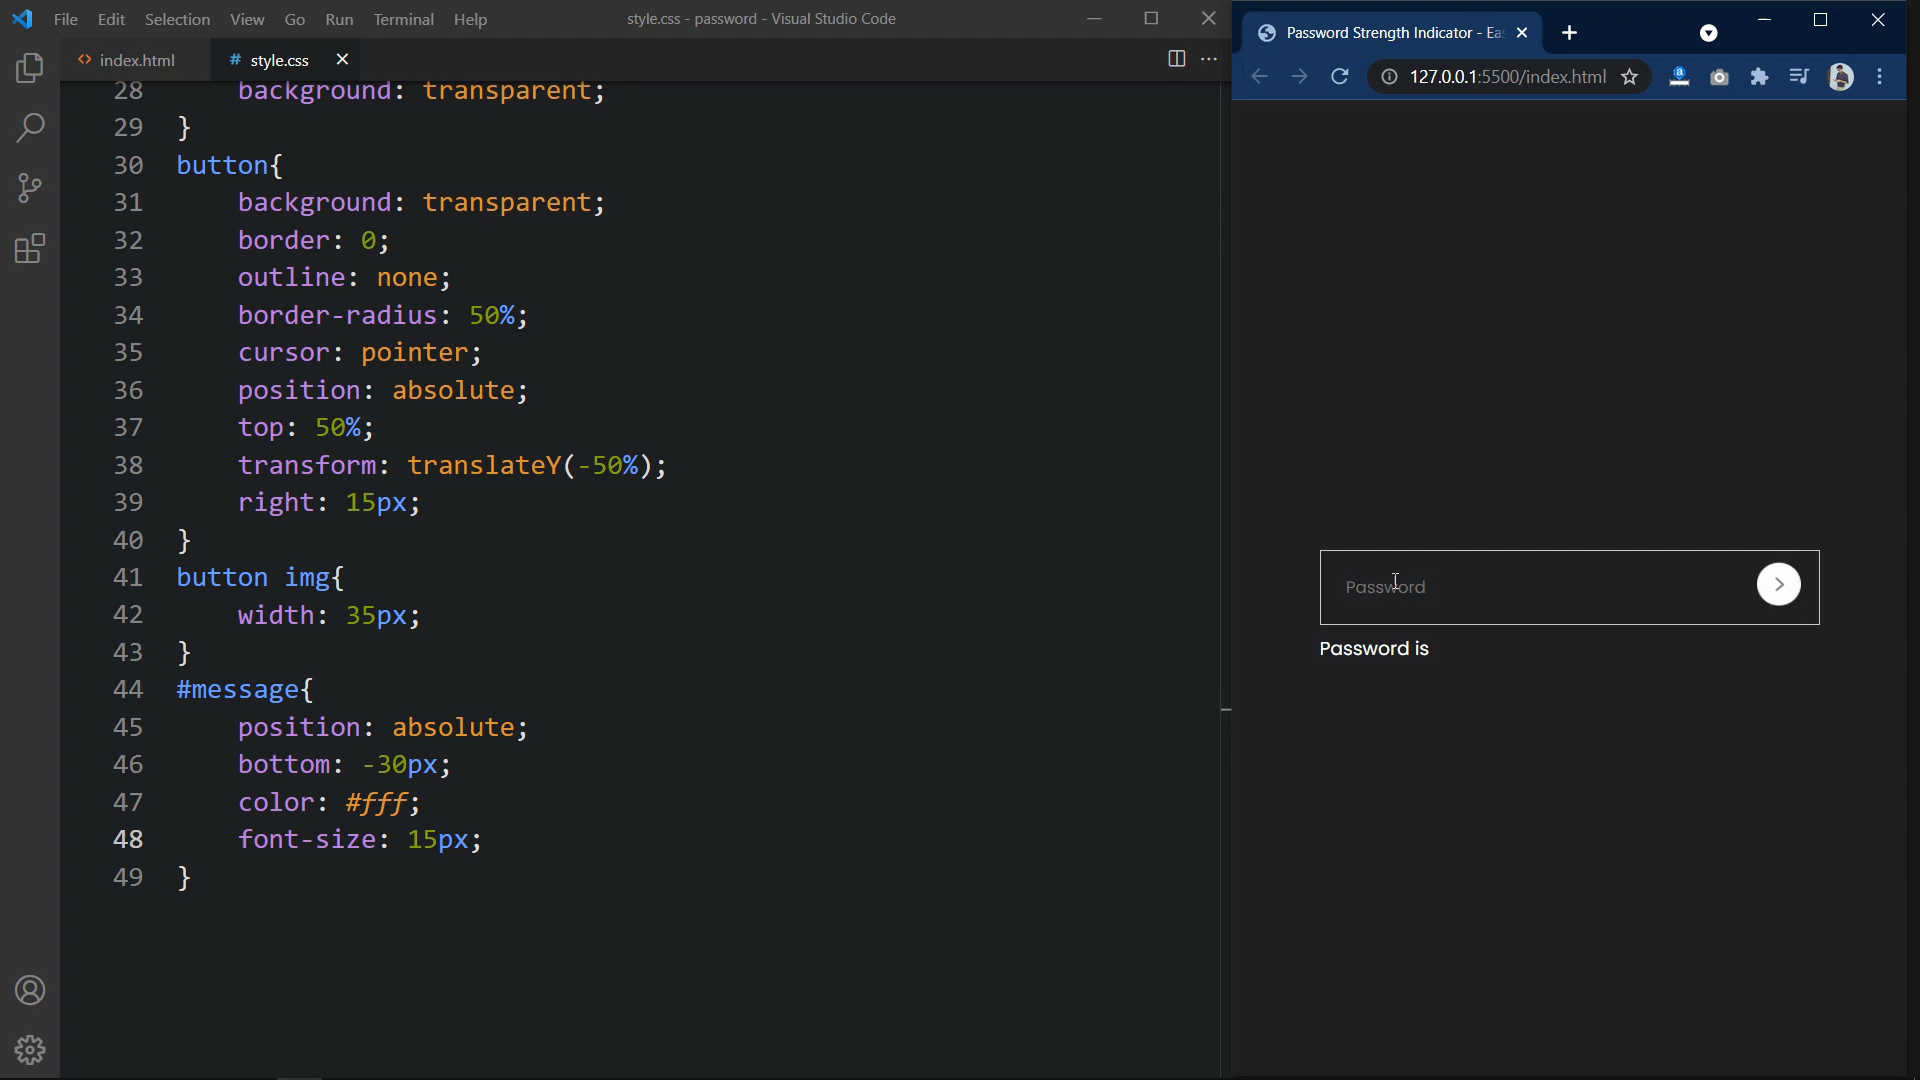 File Edit Selection View Go Run Terminal Help
style.css - password - Visual Studio Code
index.html
# style.css
28 background: transparent;
29 }
30 button{
31 background: transparent;
32 border: 0;
33 outline: none;
34 border-radius: 50%;
35 cursor: pointer;
36 position: absolute;
37 top: 50%;
38 transform: translateY(-50%);
39 right: 15px;
40 }
41 button img{
42 width: 35px;
43 }
44 #message{
45 position: absolute;
46 bottom: -30px;
47 color: #fff;
48 font-size: 15px;
49 }
Password Strength Indicator - Eas
127.0.0.1:5500/index.html
Password
Password is